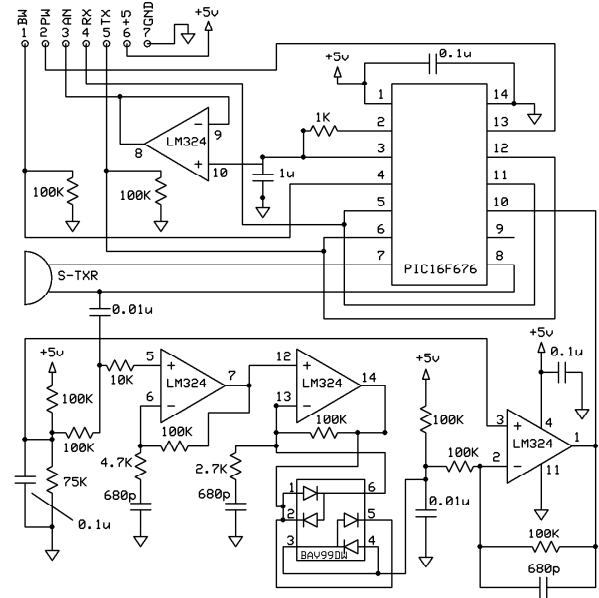 BW PW AN RX TX +5 GND
1 2 3 4 5 6 7
+5v
+5v
0.1u
1 14
1K
2 13
9
LM324
8
+
10
3 12
1u
4 11
100K 100K
5 10
6 9
7 8
PIC16F676
S-TXR
0.01u
+5v
+5v
+5v
0.1u
5
+
7
12
+
14
10K
LM324
LM324
6
13
100K
100K
100K
3
+
4
LM324
1
100K
100K
100K
2
11
4.7K
2.7K
75K
680p
680p
0.01u
0.1u
1 6
2 5
3 4
BAV99DW
100K
680p